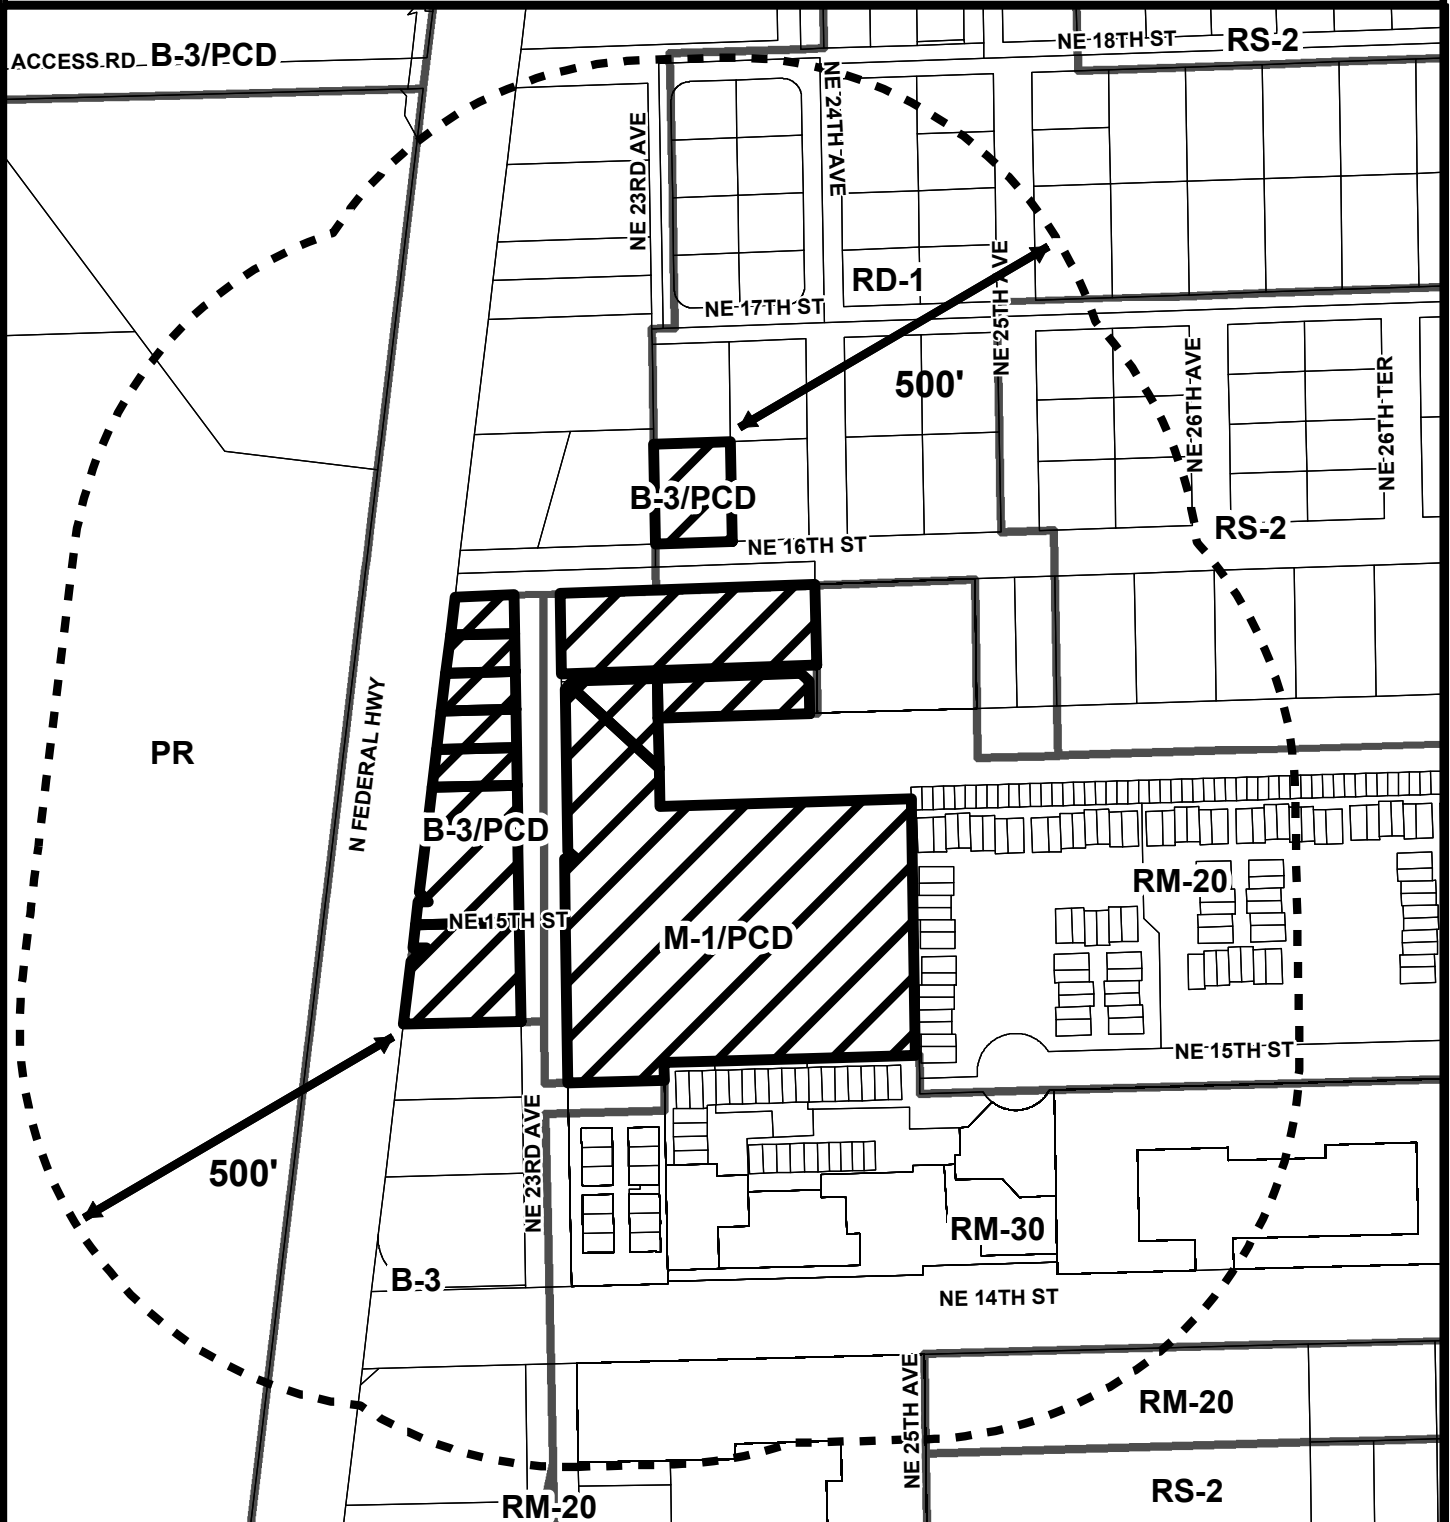 ACCESS RD
B-3/PCD
NE 18TH ST
RS-2
NE 23RD AVE
NE 24TH AVE
RD-1
NE 17TH ST
NE 25TH AVE
500'
NE 26TH AVE
NE 26TH TER
B-3/PCD
RS-2
NE 16TH ST
PR
N FEDERAL HWY
B-3/PCD
RM-20
NE 15TH ST
M-1/PCD
NE 15TH ST
500'
NE 23RD AVE
RM-30
B-3
NE 14TH ST
NE 25TH AVE
RM-20
RS-2
RM-20